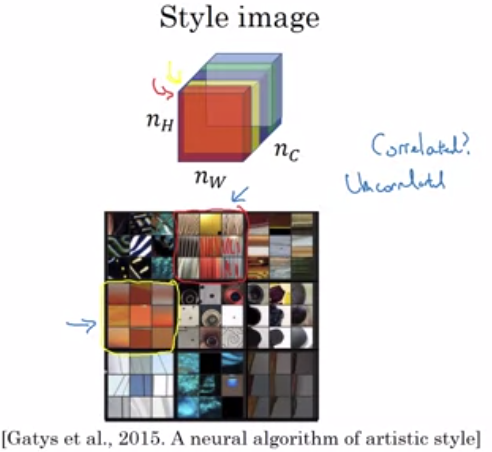 Style image
n_H
n_W
n_C
Correlated?
Uncorrelated
[Gatys et al., 2015. A neural algorithm of artistic style]